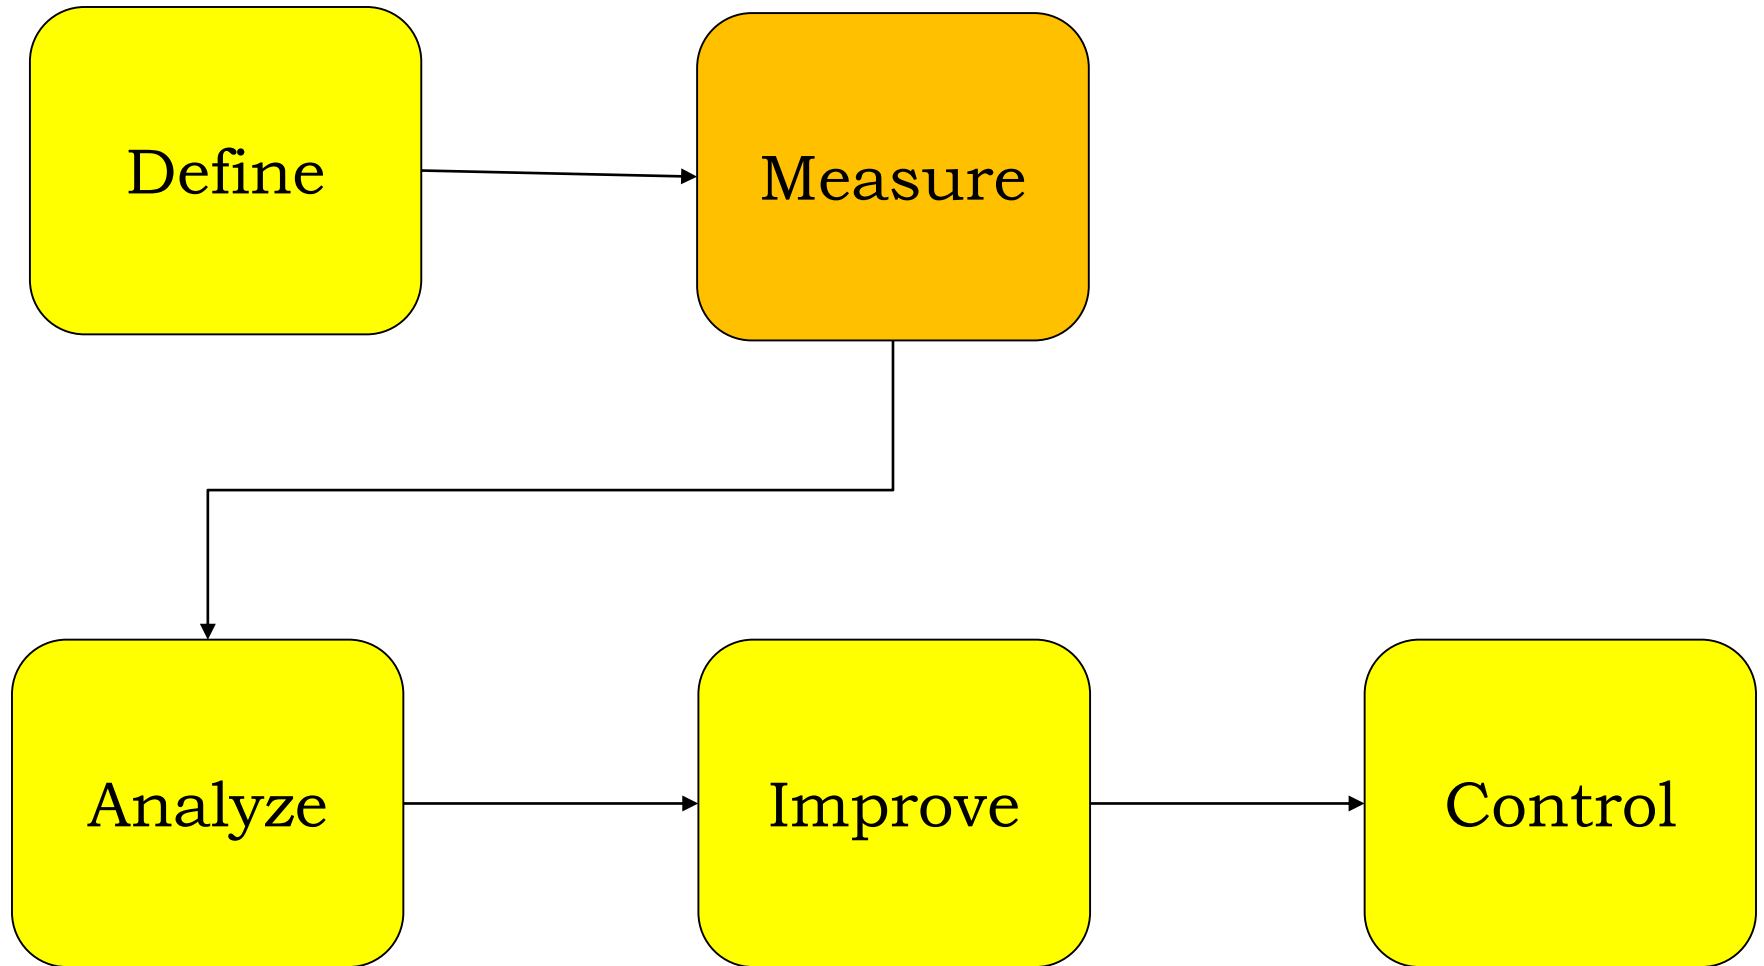 Define
Measure
Analyze
Improve
Control